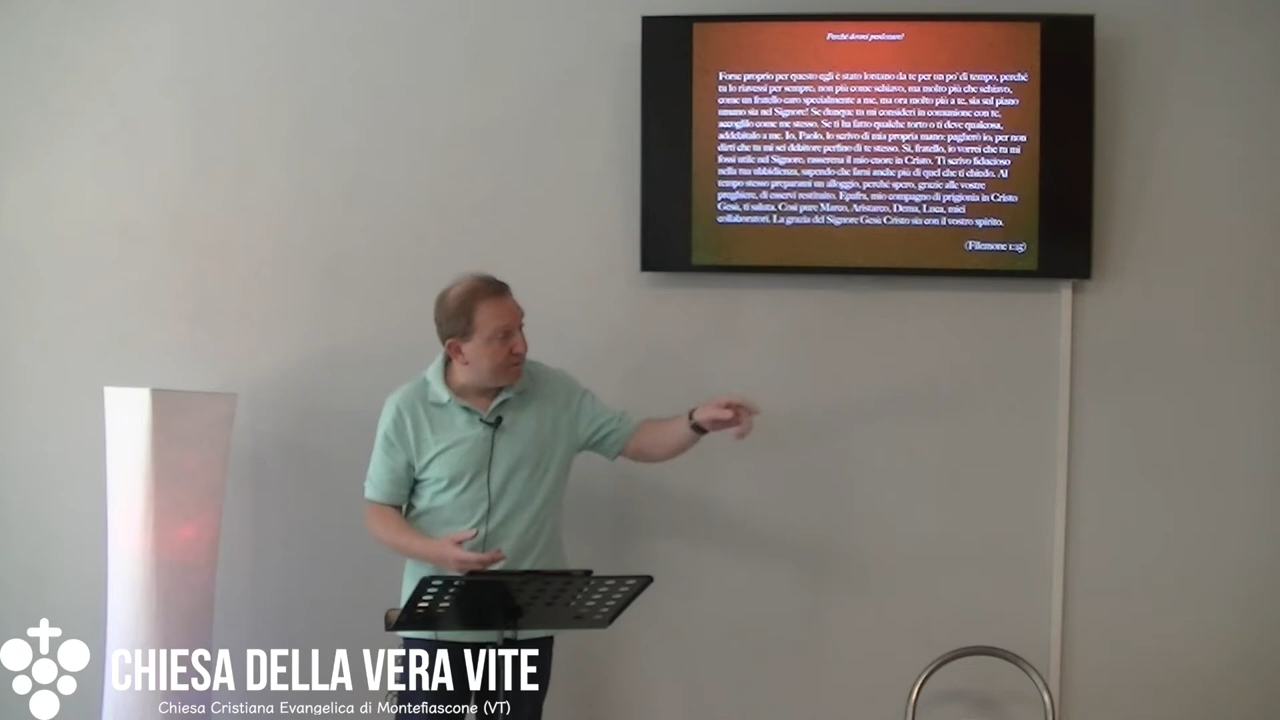 Perché dovrei perdonare?
Forse proprio per questo egli è stato lontano da te per un po' di tempo, perché
tu lo riavessi per sempre, non più come schiavo, ma molto più che schiavo,
come un fratello caro specialmente a me, ma ora molto più a te, sia sul piano
umano sia nel Signore! Se dunque tu mi consideri in comunione con te,
accoglilo come me stesso. Se ti ha fatto qualche torto o ti deve qualcosa,
addebitalo a me. Io, Paolo, lo scrivo di mia propria mano: pagherò io; per non
dirti che tu mi sei debitore perfino di te stesso. Sì, fratello, io vorrei che tu mi
fossi utile nel Signore; rasserena il mio cuore in Cristo. Ti scrivo fiducioso
nella tua ubbidienza, sapendo che farai anche più di quel che ti chiedo. Al
tempo stesso preparami un alloggio, perché spero, grazie alle vostre
preghiere, di esservi restituito. Epafra, mio compagno di prigionia in Cristo
Gesù, ti saluta. Così pure Marco, Aristarco, Dema, Luca, miei
collaboratori. La grazia del Signore Gesù Cristo sia con il vostro spirito.
(Filemone 1:15)
CHIESA DELLA VERA VITE
Chiesa Cristiana Evangelica di Montefiascone (VT)